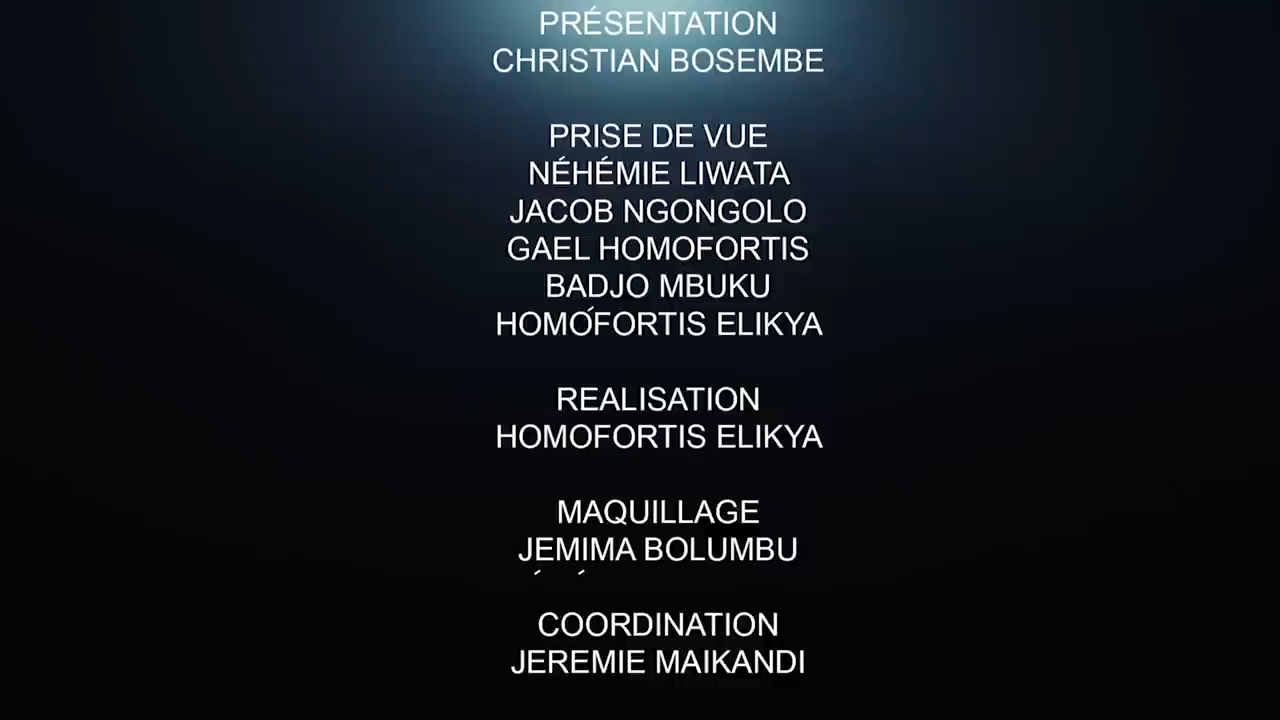 PRÉSENTATION
CHRISTIAN BOSEMBE
PRISE DE VUE
NÉHÉMIE LIWATA
JACOB NGONGOLO
GAEL HOMOFORTIS
BADJO MBUKU
HOMOFORTIS ELIKYA
REALISATION
HOMOFORTIS ELIKYA
MAQUILLAGE
JEMIMA BOLUMBU
COORDINATION
JEREMIE MAIKANDI